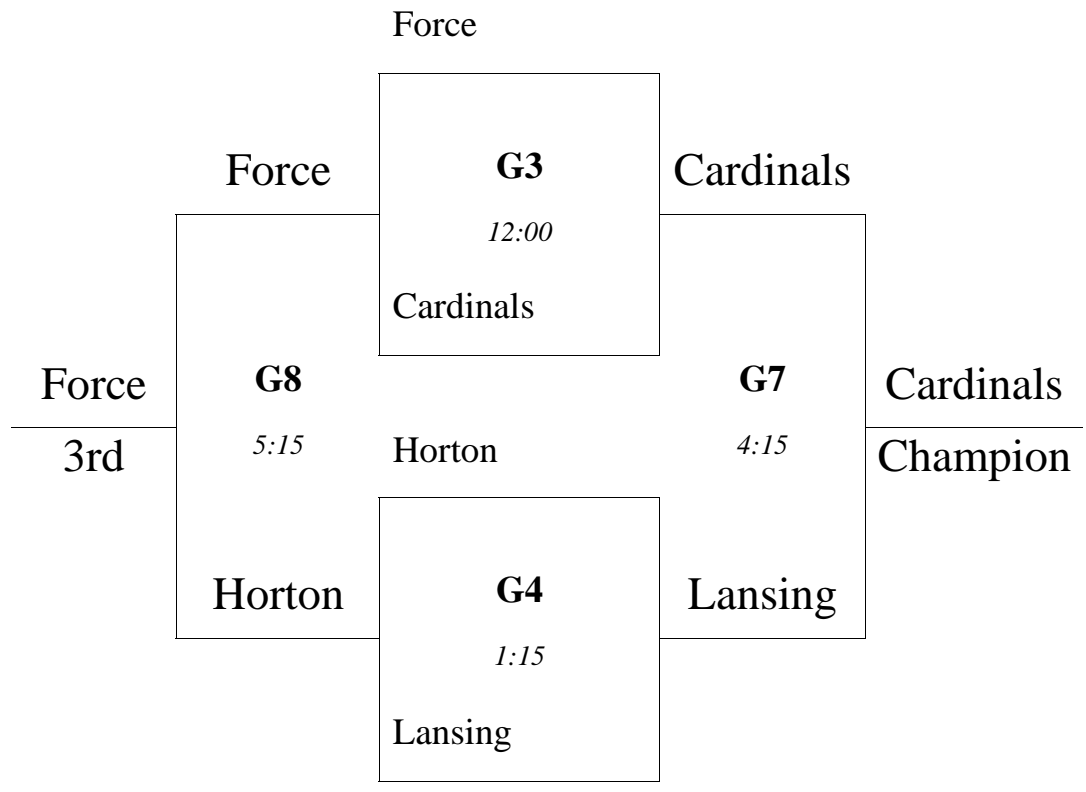 Force
Force
G3
Cardinals
12:00
Cardinals
Force
G8
G7
Cardinals
3rd
5:15
Horton
4:15
Champion
Horton
G4
Lansing
1:15
Lansing